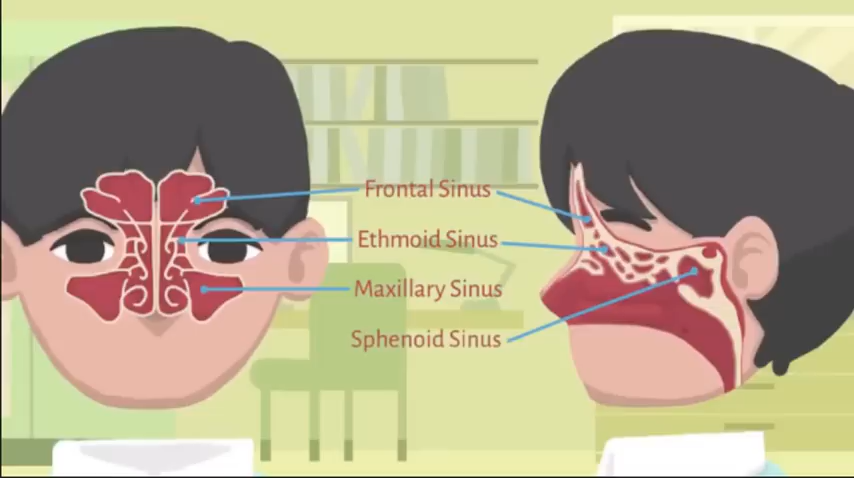 Frontal Sinus
Ethmoid Sinus
Maxillary Sinus
Sphenoid Sinus